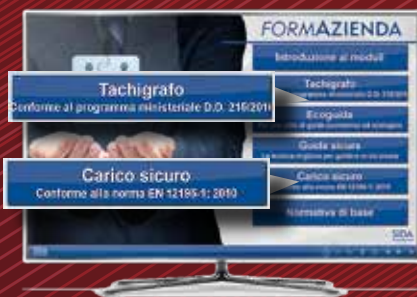 FORMAZIENDA
Introduzione ai moduli
Tachigrafo
Tachigrafo
Conforme al programma ministeriale D.D. 215/2016
Ecoguida
Guida sicura
Carico sicuro
Conforme alla norma EN 12195-1: 2010
Carico sicuro
Normativa di base
SIDA